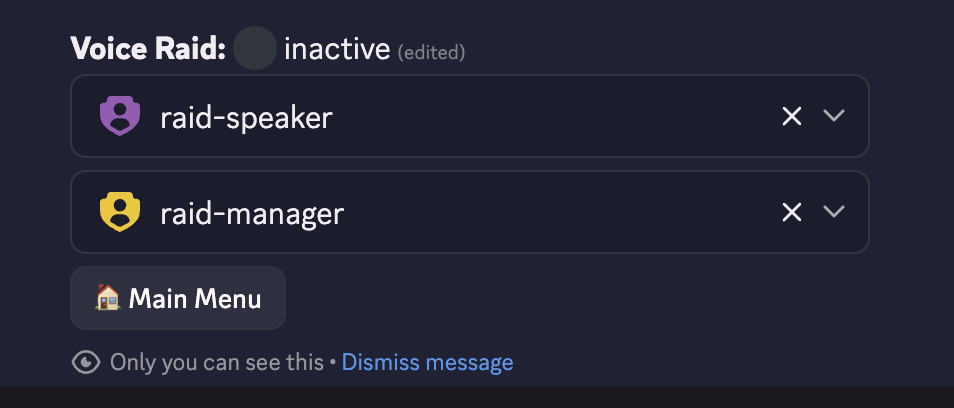 Voice Raid: inactive (edited)
raid-speaker
raid-manager
Main Menu
Only you can see this • Dismiss message